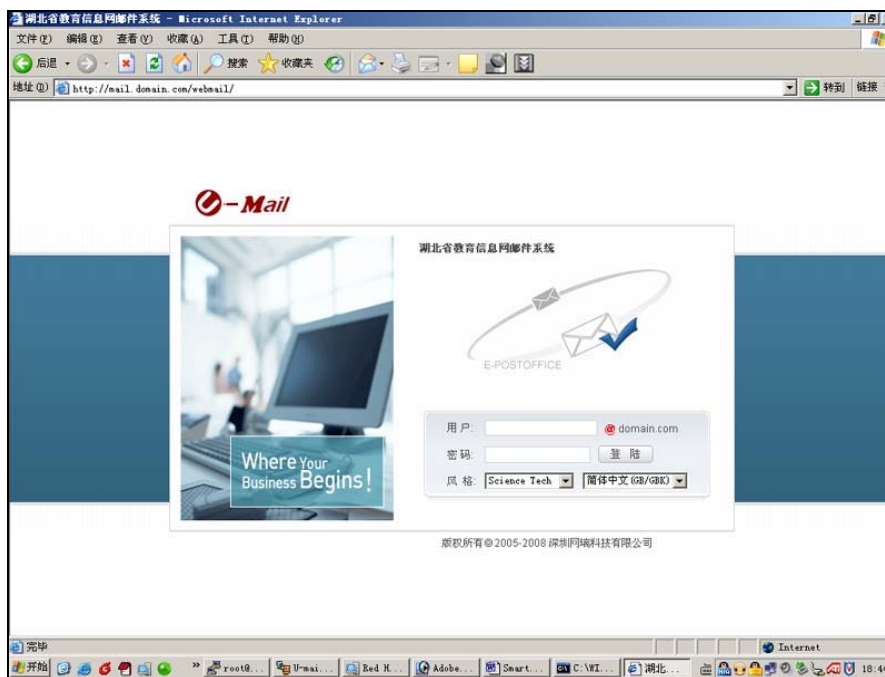 湖北省教育信息网邮件系统 - Microsoft Internet Explorer
文件(F) 编辑(E) 查看(V) 收藏(A) 工具(T) 帮助(H)
后退 搜索 收藏夹
地址(D) http://mail.domain.com/webmail/ 转到 链接
U-Mail
湖北省教育信息网邮件系统
E-POSTOFFICE
Where Your
Business Begins!
用户: @domain.com
密码: 登 陆
风格: Science Tech 简体中文(GB/GBK)
版权所有©2005-2008 深圳网瑞科技有限公司
完毕 Internet
开始 » root@... U-mai... Red H... Adobe... Smart... C:\WI... 湖北...